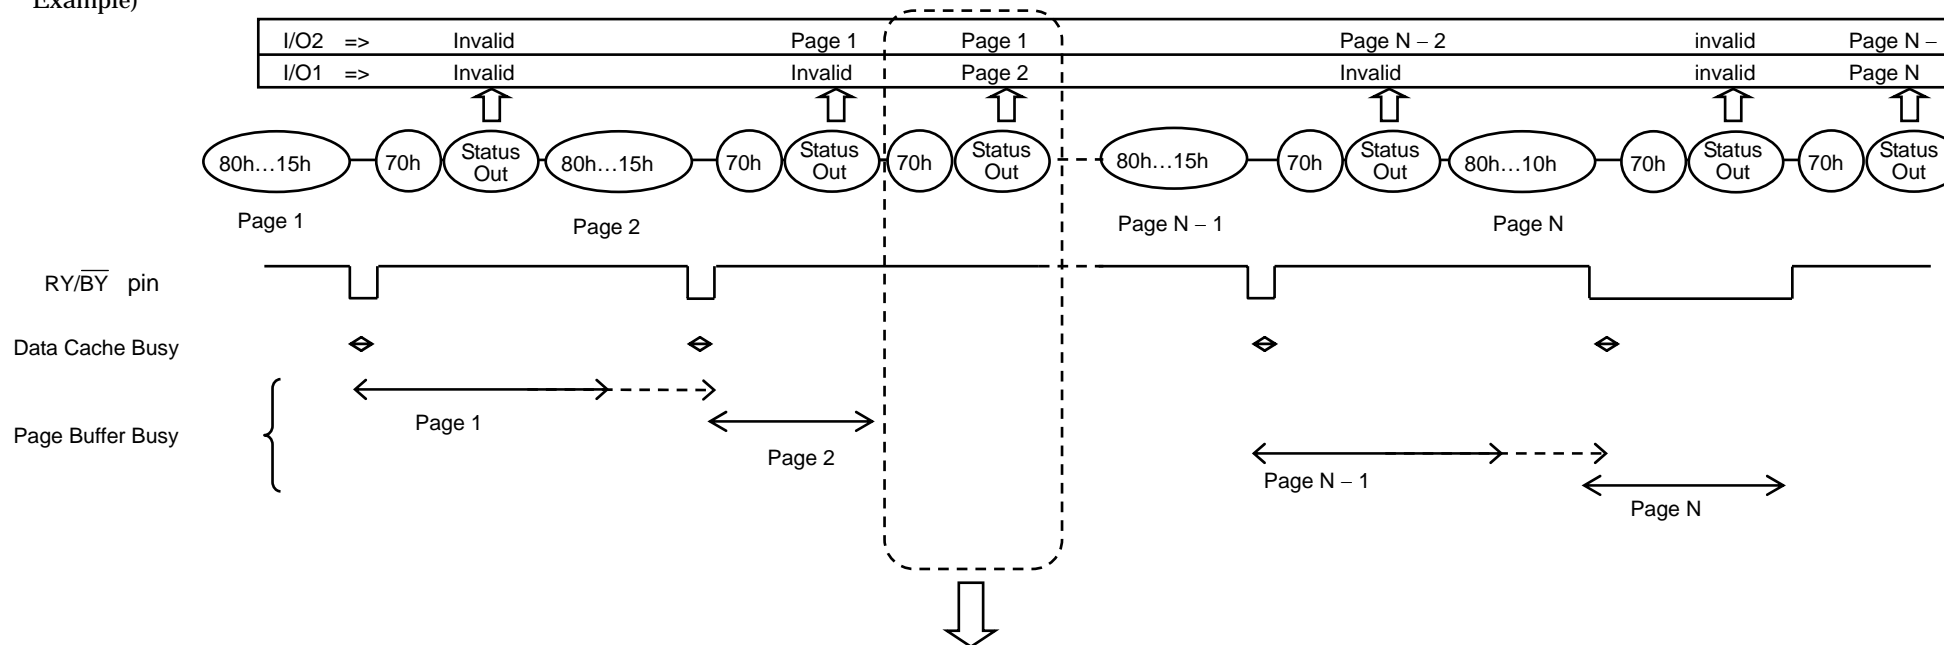 Example)
I/O2 => Invalid Page 1 Page 1 Page N − 2 invalid Page N −
I/O1 => Invalid Invalid Page 2 Invalid invalid Page N
80h…15h 70h Status Out 80h…15h 70h Status Out 70h Status Out 80h…15h 70h Status Out 80h…10h 70h Status Out 70h Status Out
Page 1 Page 2 Page N − 1 Page N
RY/BY pin
Data Cache Busy
Page Buffer Busy
Page 1
Page 2
Page N − 1
Page N